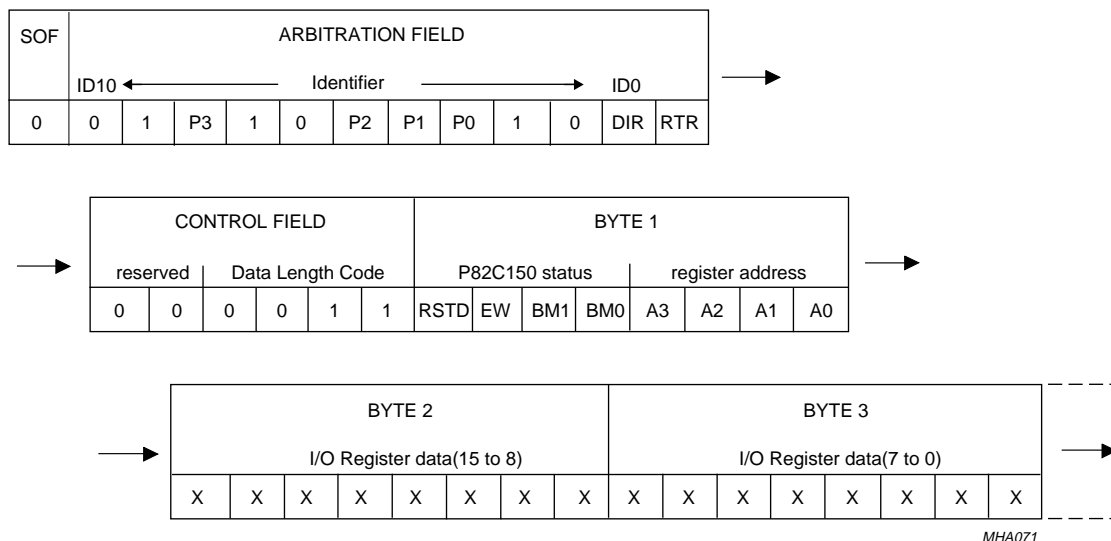 SOF ARBITRATION FIELD
ID10 Identifier ID0
0 0 1 P3 1 0 P2 P1 P0 1 0 DIR RTR
CONTROL FIELD BYTE 1
reserved Data Length Code P82C150 status register address
0 0 0 0 1 1 RSTD EW BM1 BM0 A3 A2 A1 A0
BYTE 2 BYTE 3
I/O Register data(15 to 8) I/O Register data(7 to 0)
X X X X X X X X X X X X X X X X
MHA071